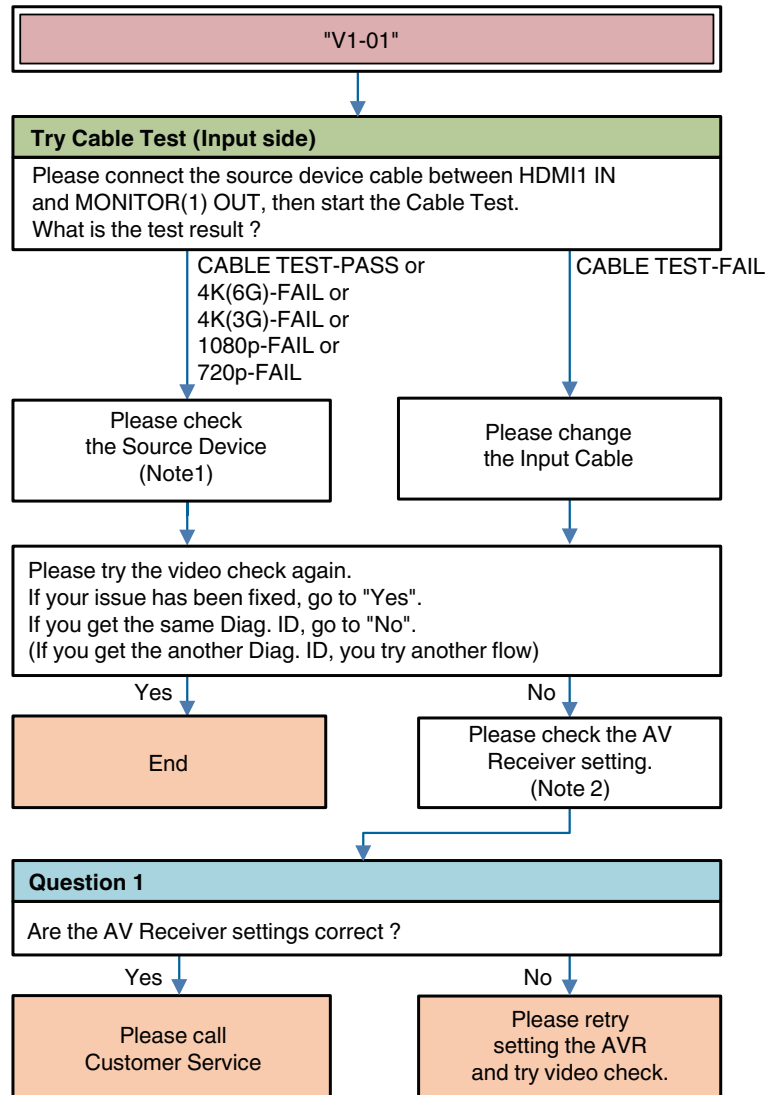 "V1-01"
Try Cable Test (Input side)
Please connect the source device cable between HDMI1 IN
and MONITOR(1) OUT, then start the Cable Test.
What is the test result ?
CABLE TEST-PASS or
4K(6G)-FAIL or
4K(3G)-FAIL or
1080p-FAIL or
720p-FAIL
CABLE TEST-FAIL
Please check
the Source Device
(Note1)
Please change
the Input Cable
Please try the video check again.
If your issue has been fixed, go to "Yes".
If you get the same Diag. ID, go to "No".
(If you get the another Diag. ID, you try another flow)
Yes
No
End
Please check the AV
Receiver setting.
(Note 2)
Question 1
Are the AV Receiver settings correct ?
Yes
No
Please call
Customer Service
Please retry
setting the AVR
and try video check.